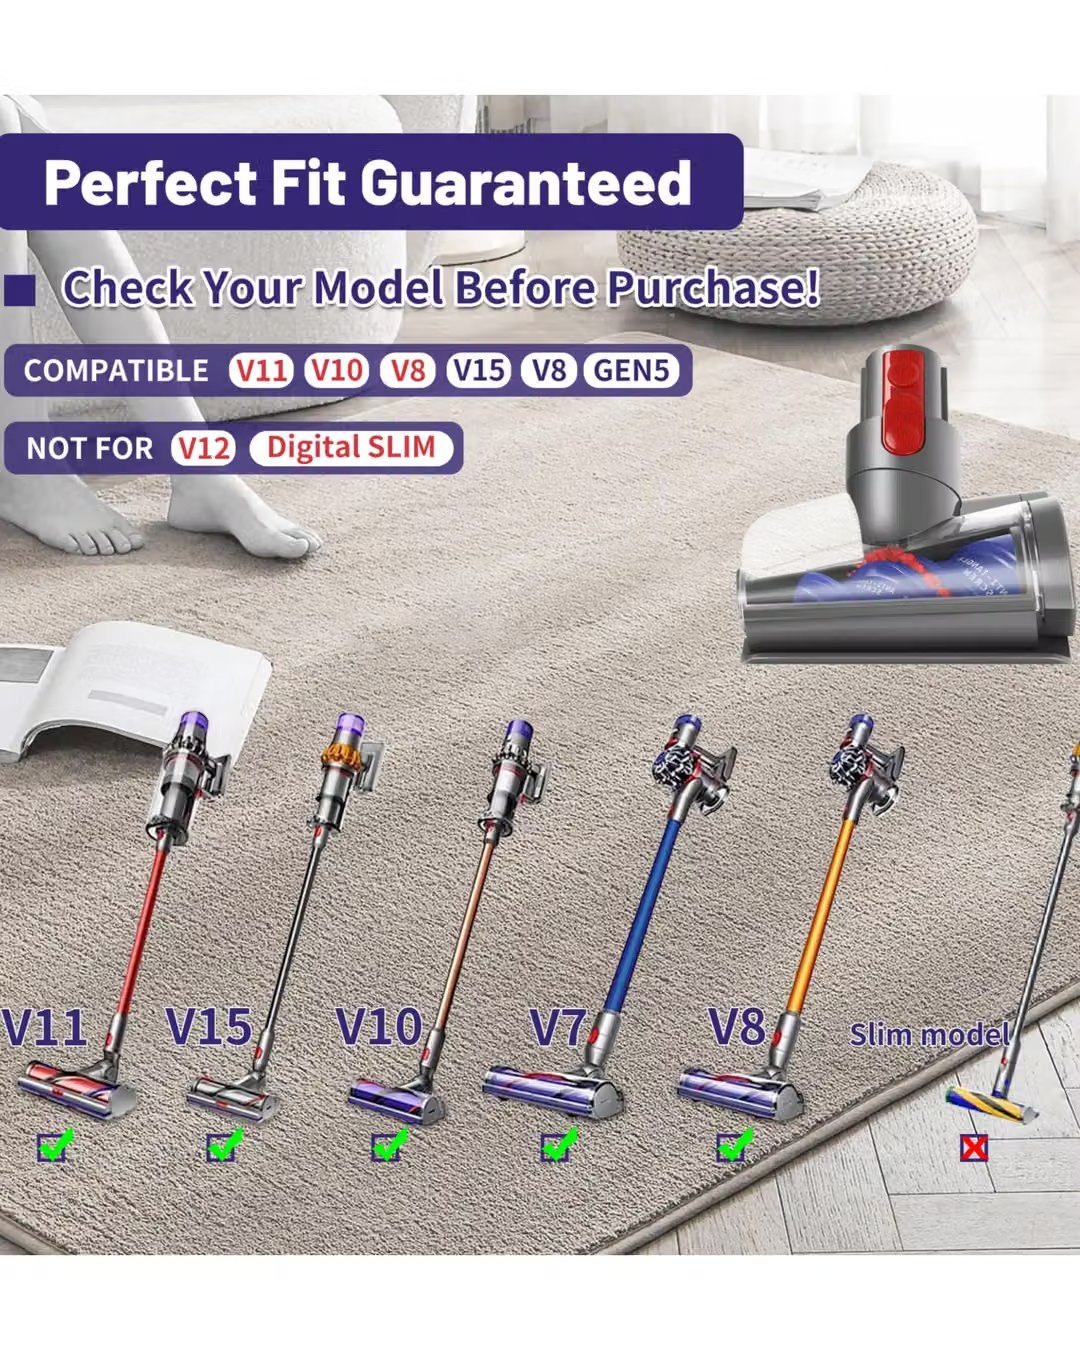 Perfect Fit Guaranteed
Check Your Model Before Purchase!
COMPATIBLE V11 V10 V8 V15 V8 GEN5
NOT FOR V12 Digital SLIM
V11 V15 V10 V7 V8 Slim model